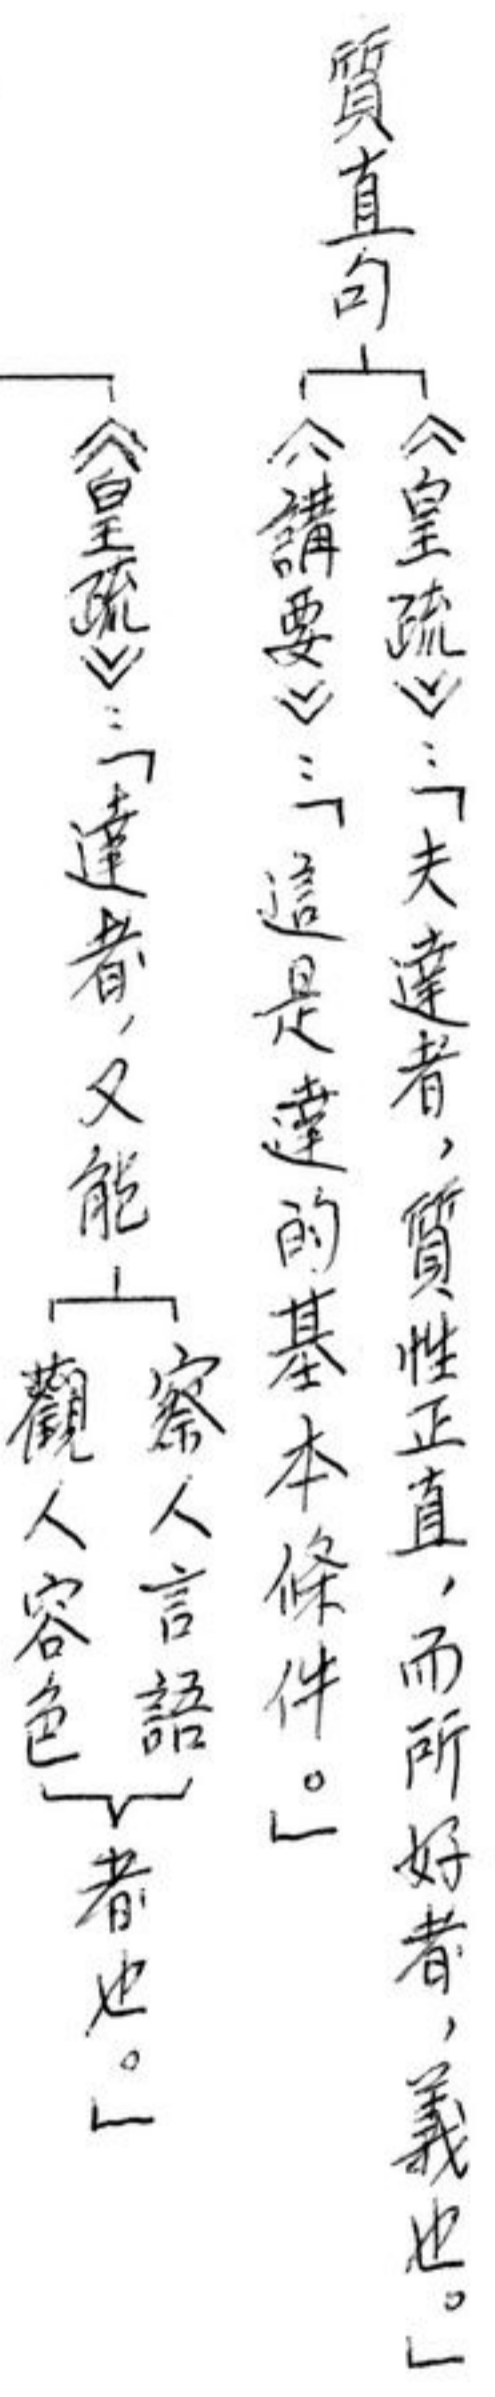 質直句
《皇疏》：「夫達者，質性正直，而所好者，義也。」
《講要》：「這是達的基本條件。」
《皇疏》：「達者，又能
察人言語
觀人容色
者也。」